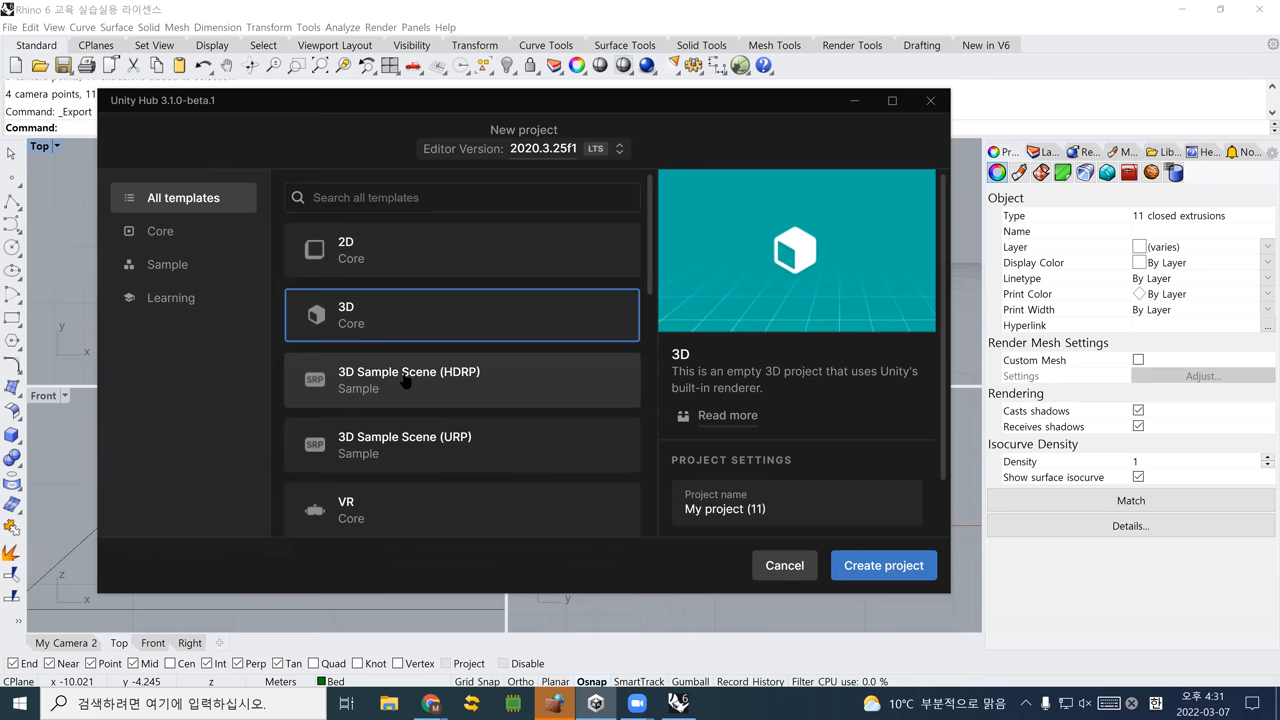 Rhino 6 교육 실습실용 라이센스
File Edit View Curve Surface Solid Mesh Dimension Transform Tools Analyze Render Panels Help
Standard CPlanes Set View Display Select Viewport Layout Visibility Transform Curve Tools Surface Tools Solid Tools Mesh Tools Render Tools Drafting New in V6
4 camera points, 11
Command: _Export
Command:
Unity Hub 3.1.0-beta.1
New project
Editor Version: 2020.3.25f1 LTS
All templates
Core
Sample
Learning
Search all templates
2D
Core
3D
Core
SRP
3D Sample Scene (HDRP)
Sample
SRP
3D Sample Scene (URP)
Sample
VR
Core
3D
This is an empty 3D project that uses Unity's
built-in renderer.
Read more
PROJECT SETTINGS
Project name
My project (11)
Cancel Create project
Top
y
x
Front
z
x
y
Pr... La... Re... M... Lib... He... No...
Object
Type 11 closed extrusions
Name
Layer (varies)
Display Color By Layer
Linetype By Layer
Print Color By Layer
Print Width By Layer
Hyperlink ...
Render Mesh Settings
Custom Mesh
Settings Adjust...
Rendering
Casts shadows
Receives shadows
Isocurve Density
Density 1
Show surface isocurve
Match
Details...
My Camera 2 Top Front Right
End Near Point Mid Cen Int Perp Tan Quad Knot Vertex Project Disable
CPlane x -10.021 y -4.245 z Meters Bed Grid Snap Ortho Planar Osnap SmartTrack Gumball Record History Filter CPU use: 0.0 %
검색하려면 여기에 입력하십시오.
10°C 부분적으로 맑음
한
오후 4:31
2022-03-07